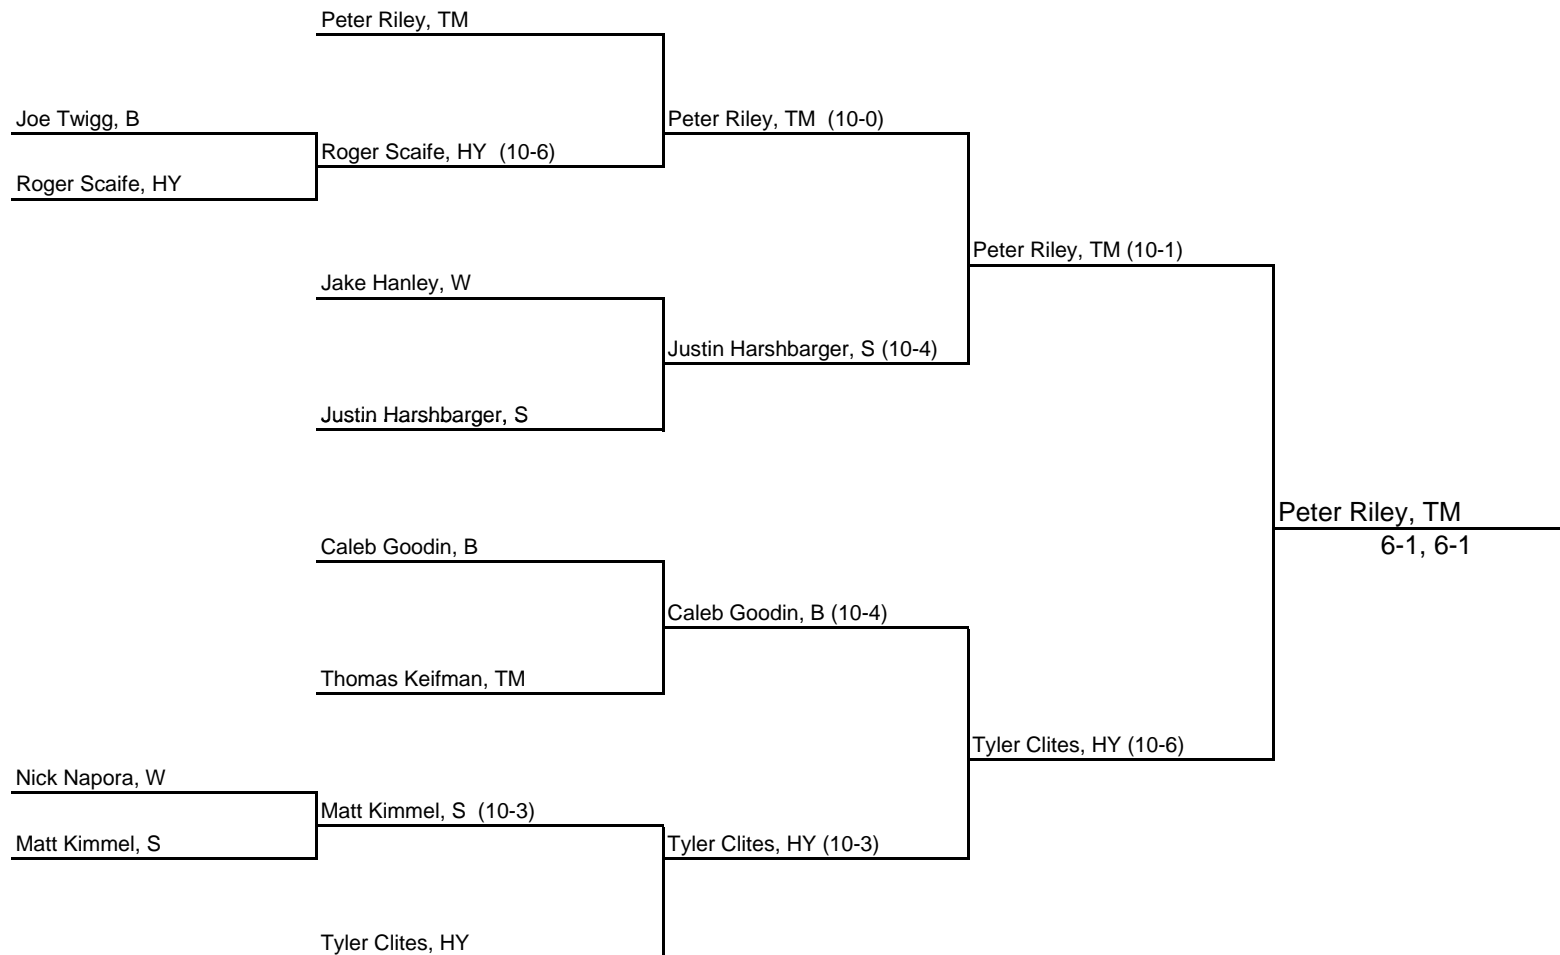 Peter Riley, TM
Joe Twigg, B
Peter Riley, TM (10-0)
Roger Scaife, HY (10-6)
Roger Scaife, HY
Peter Riley, TM (10-1)
Jake Hanley, W
Justin Harshbarger, S (10-4)
Justin Harshbarger, S
Peter Riley, TM
6-1, 6-1
Caleb Goodin, B
Caleb Goodin, B (10-4)
Thomas Keifman, TM
Tyler Clites, HY (10-6)
Nick Napora, W
Matt Kimmel, S (10-3)
Matt Kimmel, S
Tyler Clites, HY (10-3)
Tyler Clites, HY